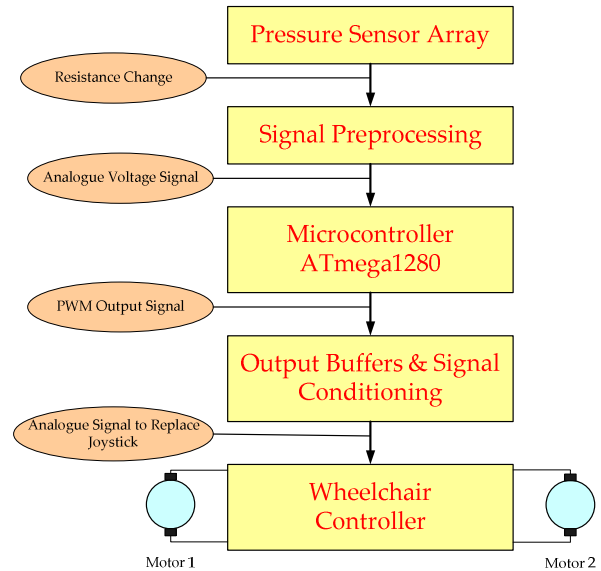 Pressure Sensor Array
Resistance Change
Signal Preprocessing
Analogue Voltage Signal
Microcontroller
ATmega1280
PWM Output Signal
Output Buffers & Signal
Conditioning
Analogue Signal to Replace
Joystick
Wheelchair
Controller
Motor 1
Motor 2